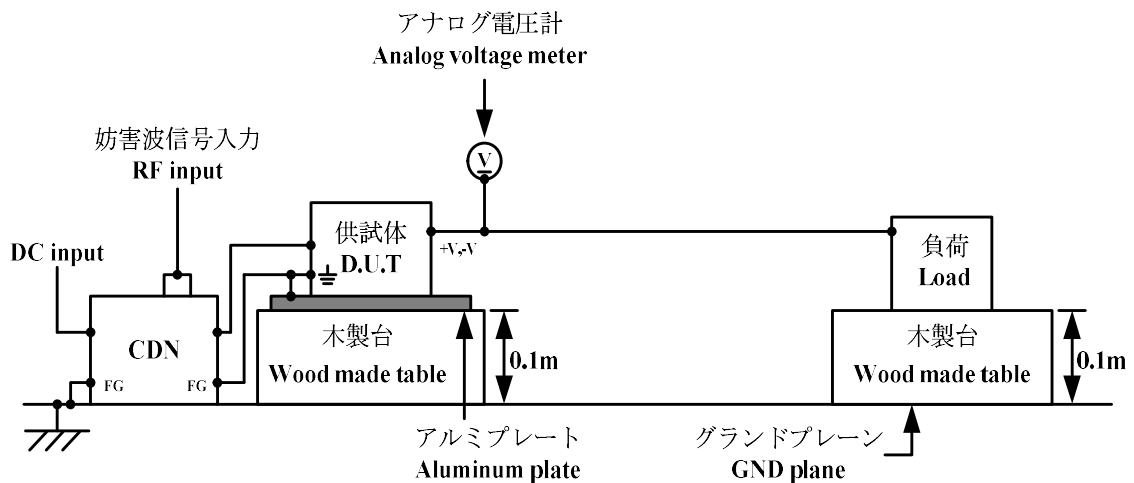 アナログ電圧計
Analog voltage meter
妨害波信号入力
RF input
V
DC input
供試体
D.U.T
+V,-V
負荷
Load
CDN
FG
FG
木製台
Wood made table
0.1m
木製台
Wood made table
0.1m
アルミプレート
Aluminum plate
グランドプレーン
GND plane